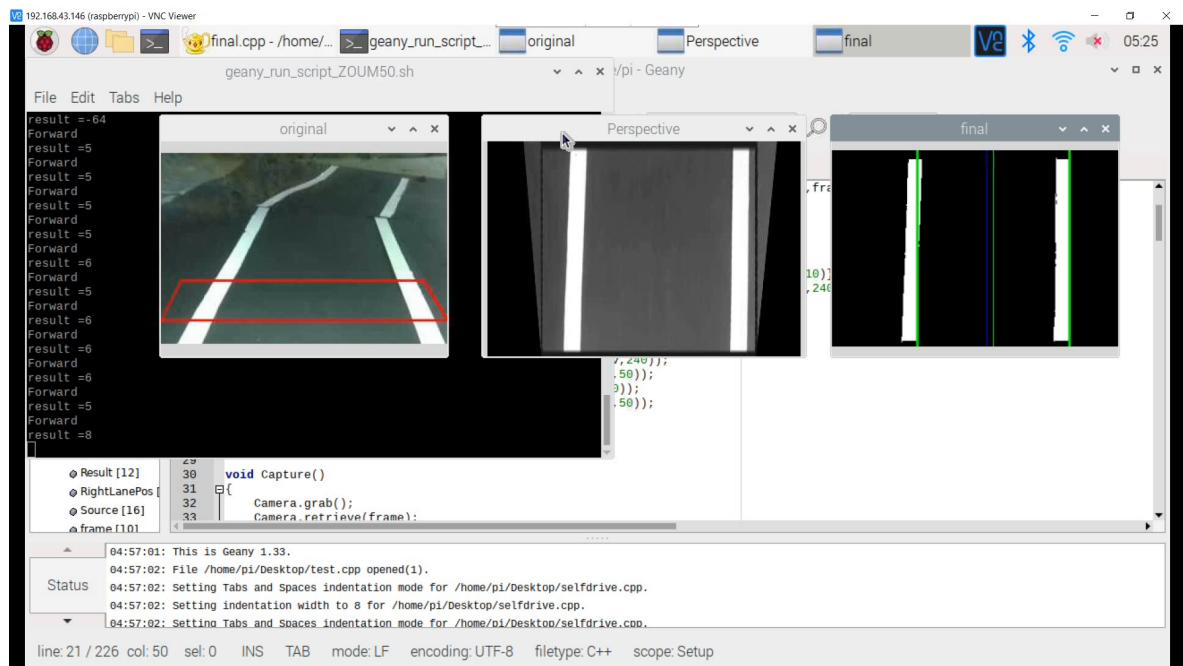 192.168.43.146 (raspberrypi) - VNC Viewer
final.cpp - /home/... geany_run_script_... original Perspective final 05:25
geany_run_script_ZOUM50.sh
/pi - Geany
File Edit Tabs Help
result =-64
Forward
result =5
Forward
result =5
Forward
result =5
Forward
result =5
Forward
result =6
Forward
result =5
Forward
result =6
Forward
result =6
Forward
result =6
Forward
result =5
Forward
result =8
original
Perspective
final
,fra
10)]
,240
,240));
,50));
0));
,50));
Result [12]
RightLanePos [
Source [16]
frame [10]
29
30 void Capture()
31 {
32 Camera.grab();
33 Camera.retrieve(frame);
Status
04:57:01: This is Geany 1.33.
04:57:02: File /home/pi/Desktop/test.cpp opened(1).
04:57:02: Setting Tabs and Spaces indentation mode for /home/pi/Desktop/selfdrive.cpp.
04:57:02: Setting indentation width to 8 for /home/pi/Desktop/selfdrive.cpp.
04:57:02: Setting Tabs and Spaces indentation mode for /home/pi/Desktop/selfdrive.cpp.
line: 21 / 226 col: 50 sel: 0 INS TAB mode: LF encoding: UTF-8 filetype: C++ scope: Setup